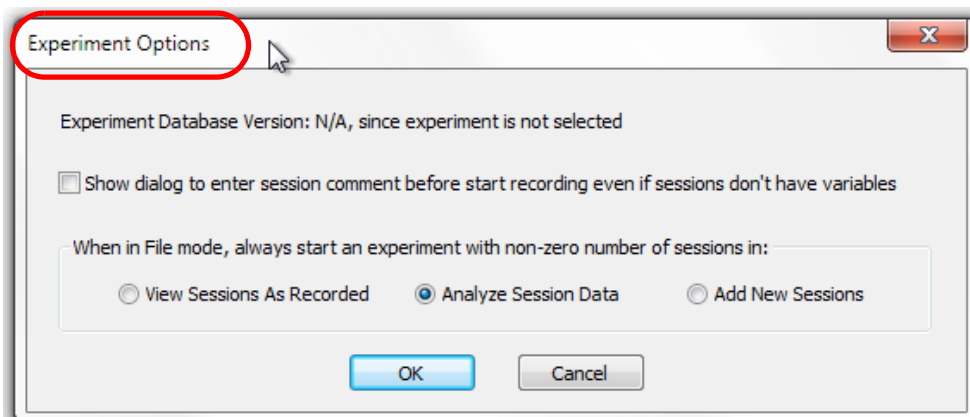 Experiment Options
Experiment Database Version: N/A, since experiment is not selected
Show dialog to enter session comment before start recording even if sessions don't have variables
When in File mode, always start an experiment with non-zero number of sessions in:
View Sessions As Recorded Analyze Session Data Add New Sessions
OK Cancel